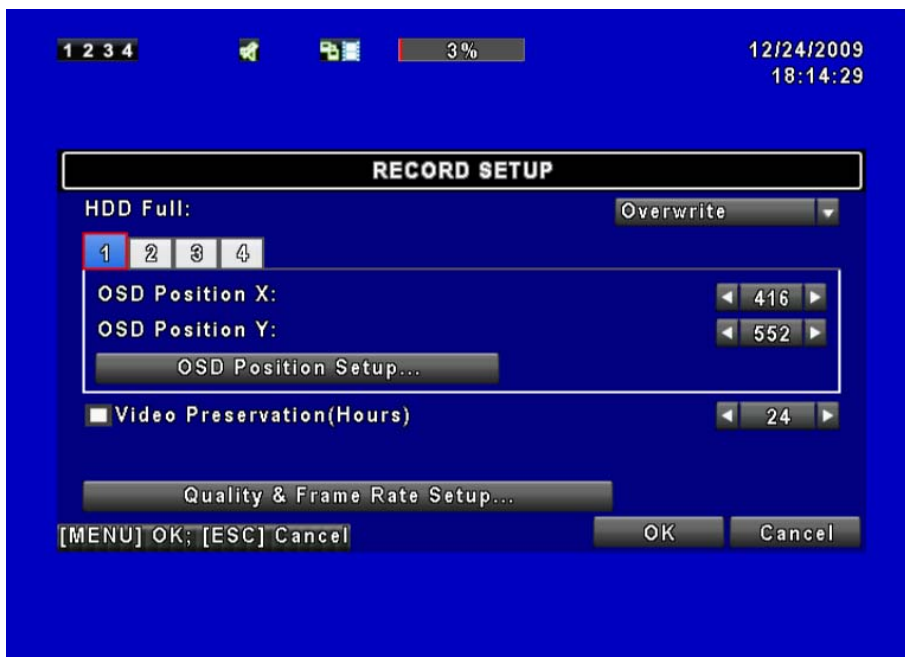 1 2 3 4 3% 12/24/2009
18:14:29
RECORD SETUP
HDD Full: Overwrite
1 2 3 4
OSD Position X: 416
OSD Position Y: 552
OSD Position Setup...
Video Preservation(Hours) 24
Quality & Frame Rate Setup...
[MENU] OK; [ESC] Cancel OK Cancel